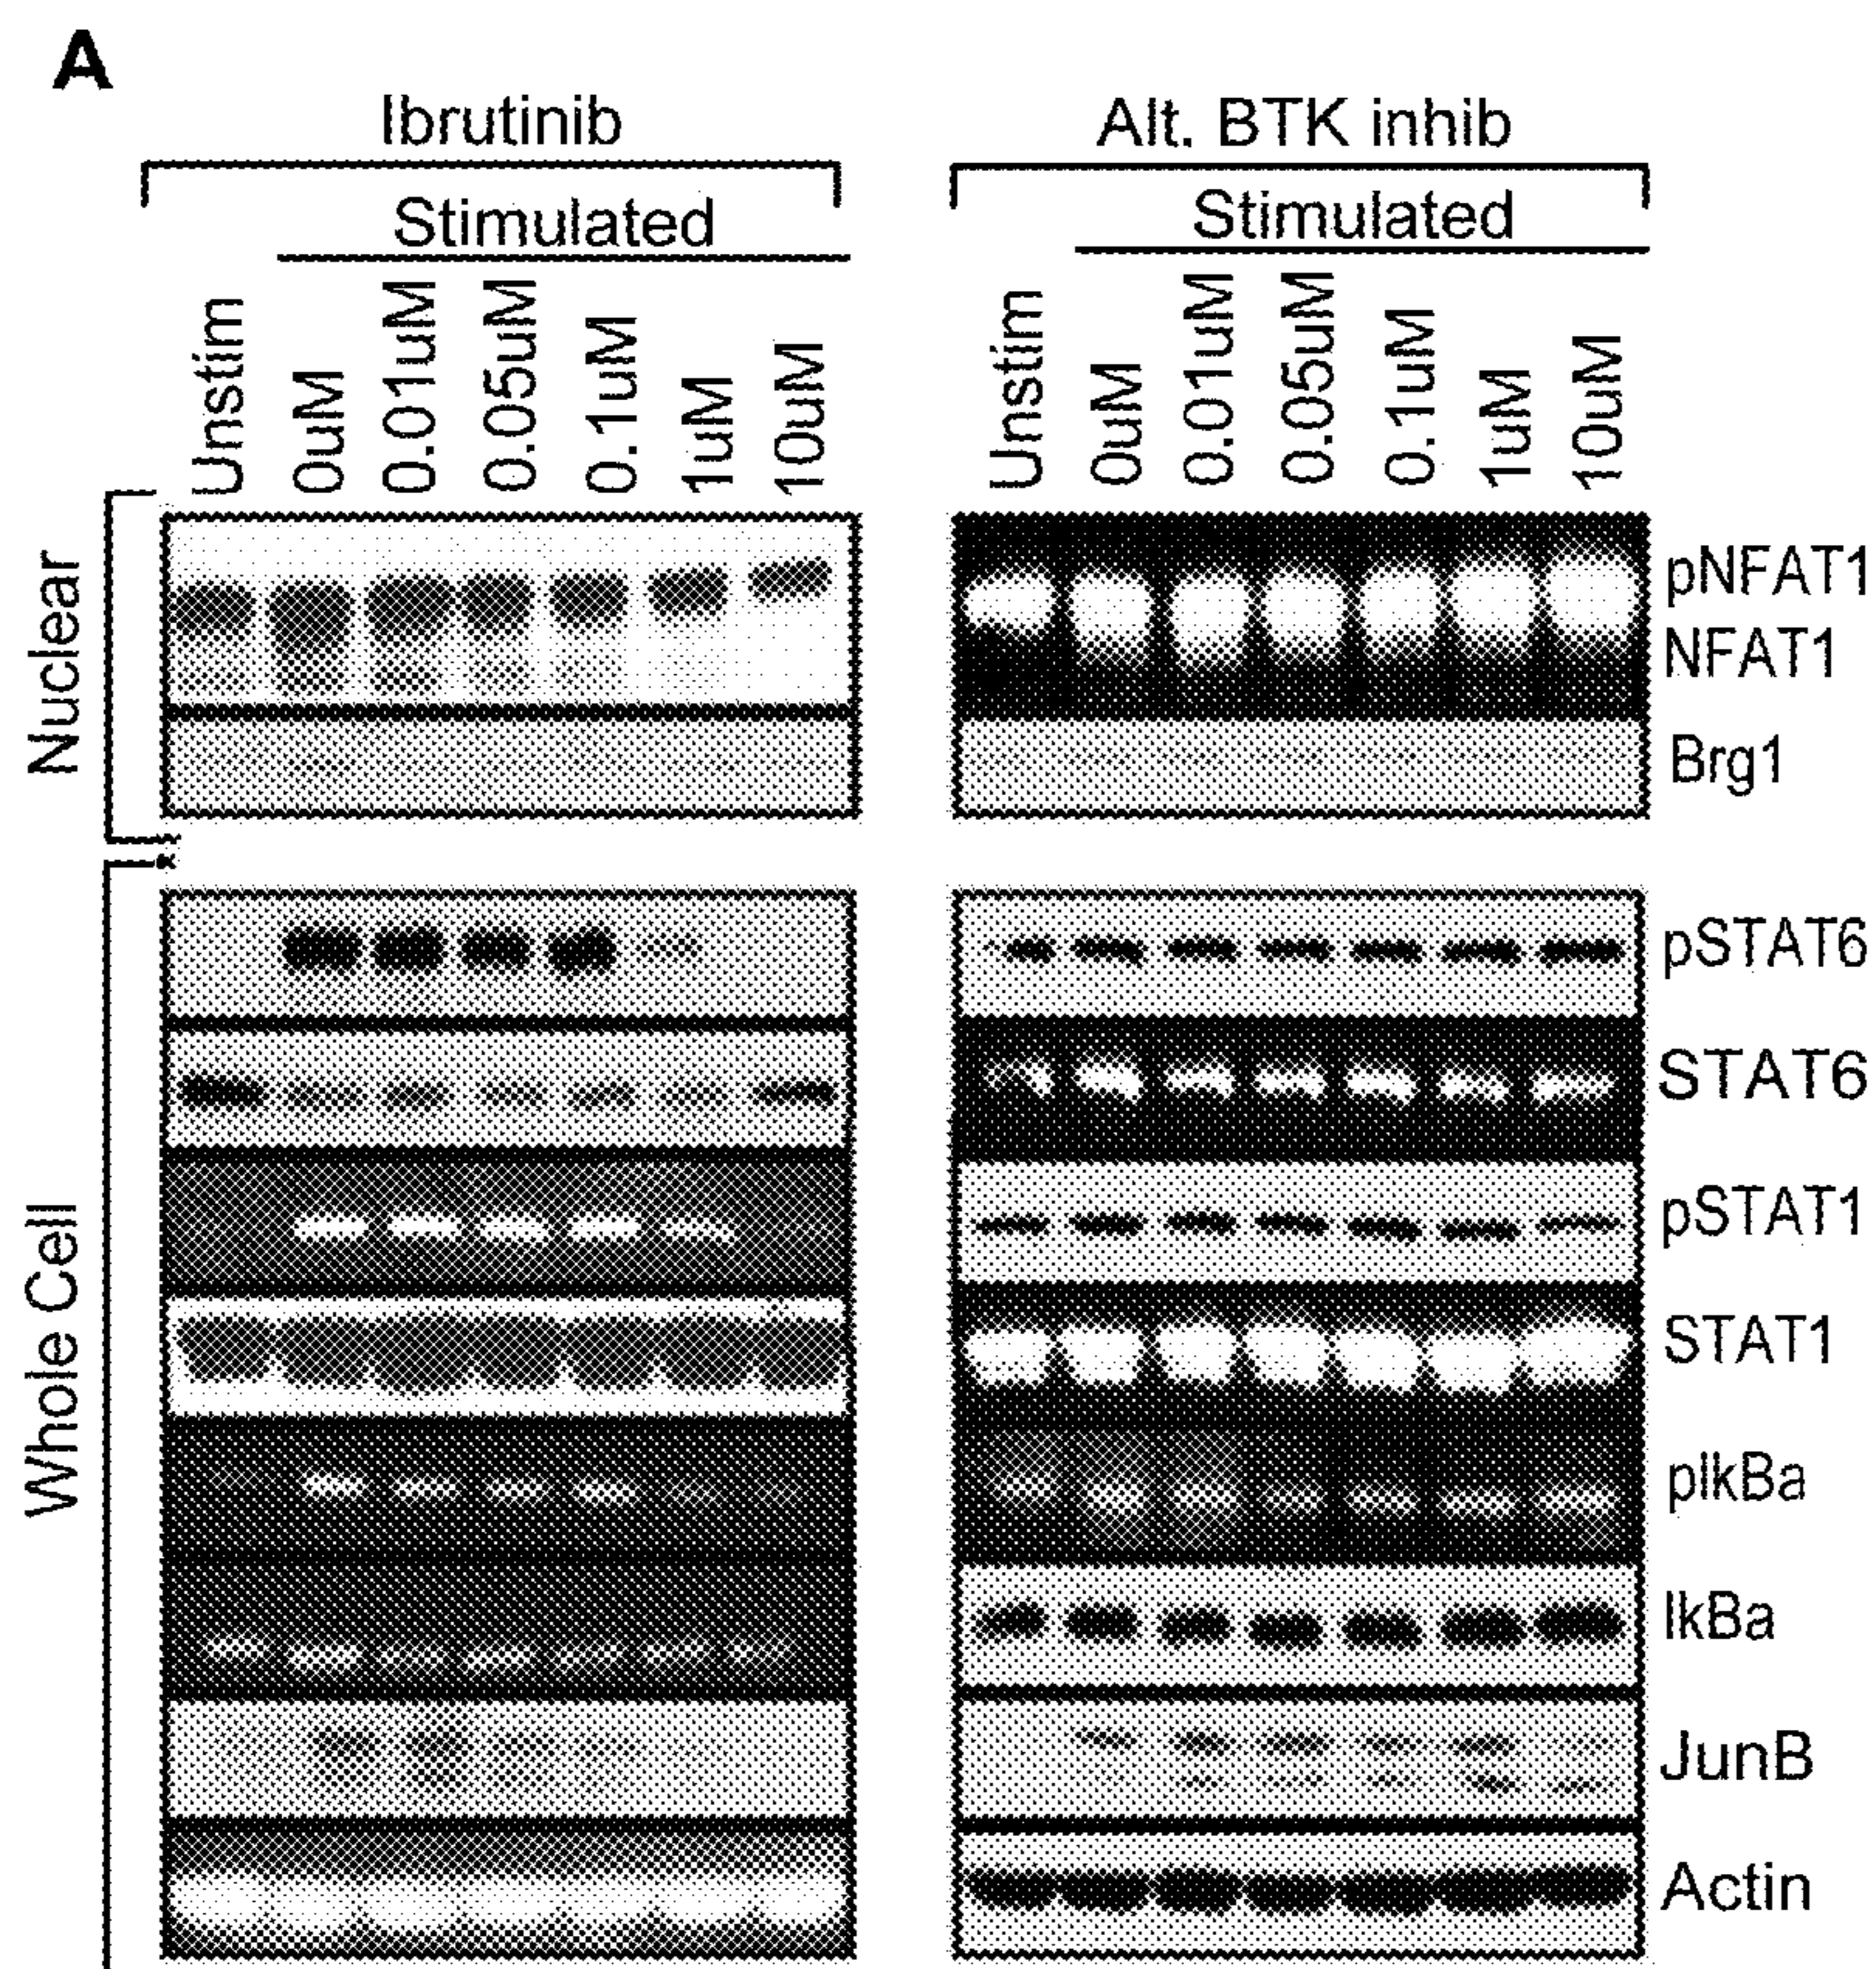 A
Ibrutinib
Alt. BTK inhib
Stimulated
Stimulated
Unstim 0uM 0.01uM 0.05uM 0.1uM 1uM 10uM
Unstim 0uM 0.01uM 0.05uM 0.1uM 1uM 10uM
Nuclear
pNFAT1
NFAT1
Brg1
Whole Cell
pSTAT6
STAT6
pSTAT1
STAT1
pIkBa
IkBa
JunB
Actin